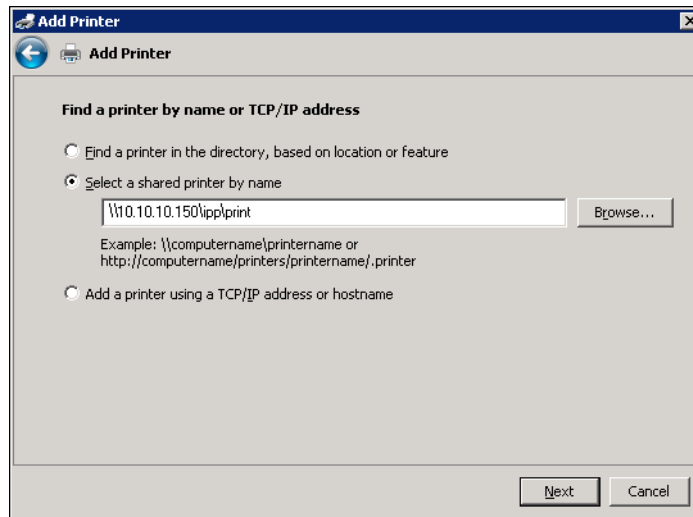 Add Printer
Add Printer
Find a printer by name or TCP/IP address
Find a printer in the directory, based on location or feature
Select a shared printer by name
\\10.10.10.150\ipp\print
Browse...
Example: \\computername\printername or
http://computername/printers/printername/.printer
Add a printer using a TCP/IP address or hostname
Next
Cancel